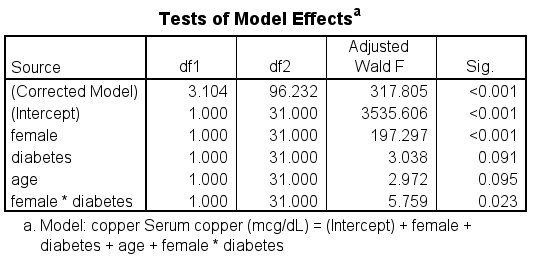 Tests of Model Effectsa
Source df1 df2 Adjusted Wald F Sig.
(Corrected Model) 3.104 96.232 317.805 <0.001
(Intercept) 1.000 31.000 3535.606 <0.001
female 1.000 31.000 197.297 <0.001
diabetes 1.000 31.000 3.038 0.091
age 1.000 31.000 2.972 0.095
female * diabetes 1.000 31.000 5.759 0.023
a. Model: copper Serum copper (mcg/dL) = (Intercept) + female +
diabetes + age + female * diabetes